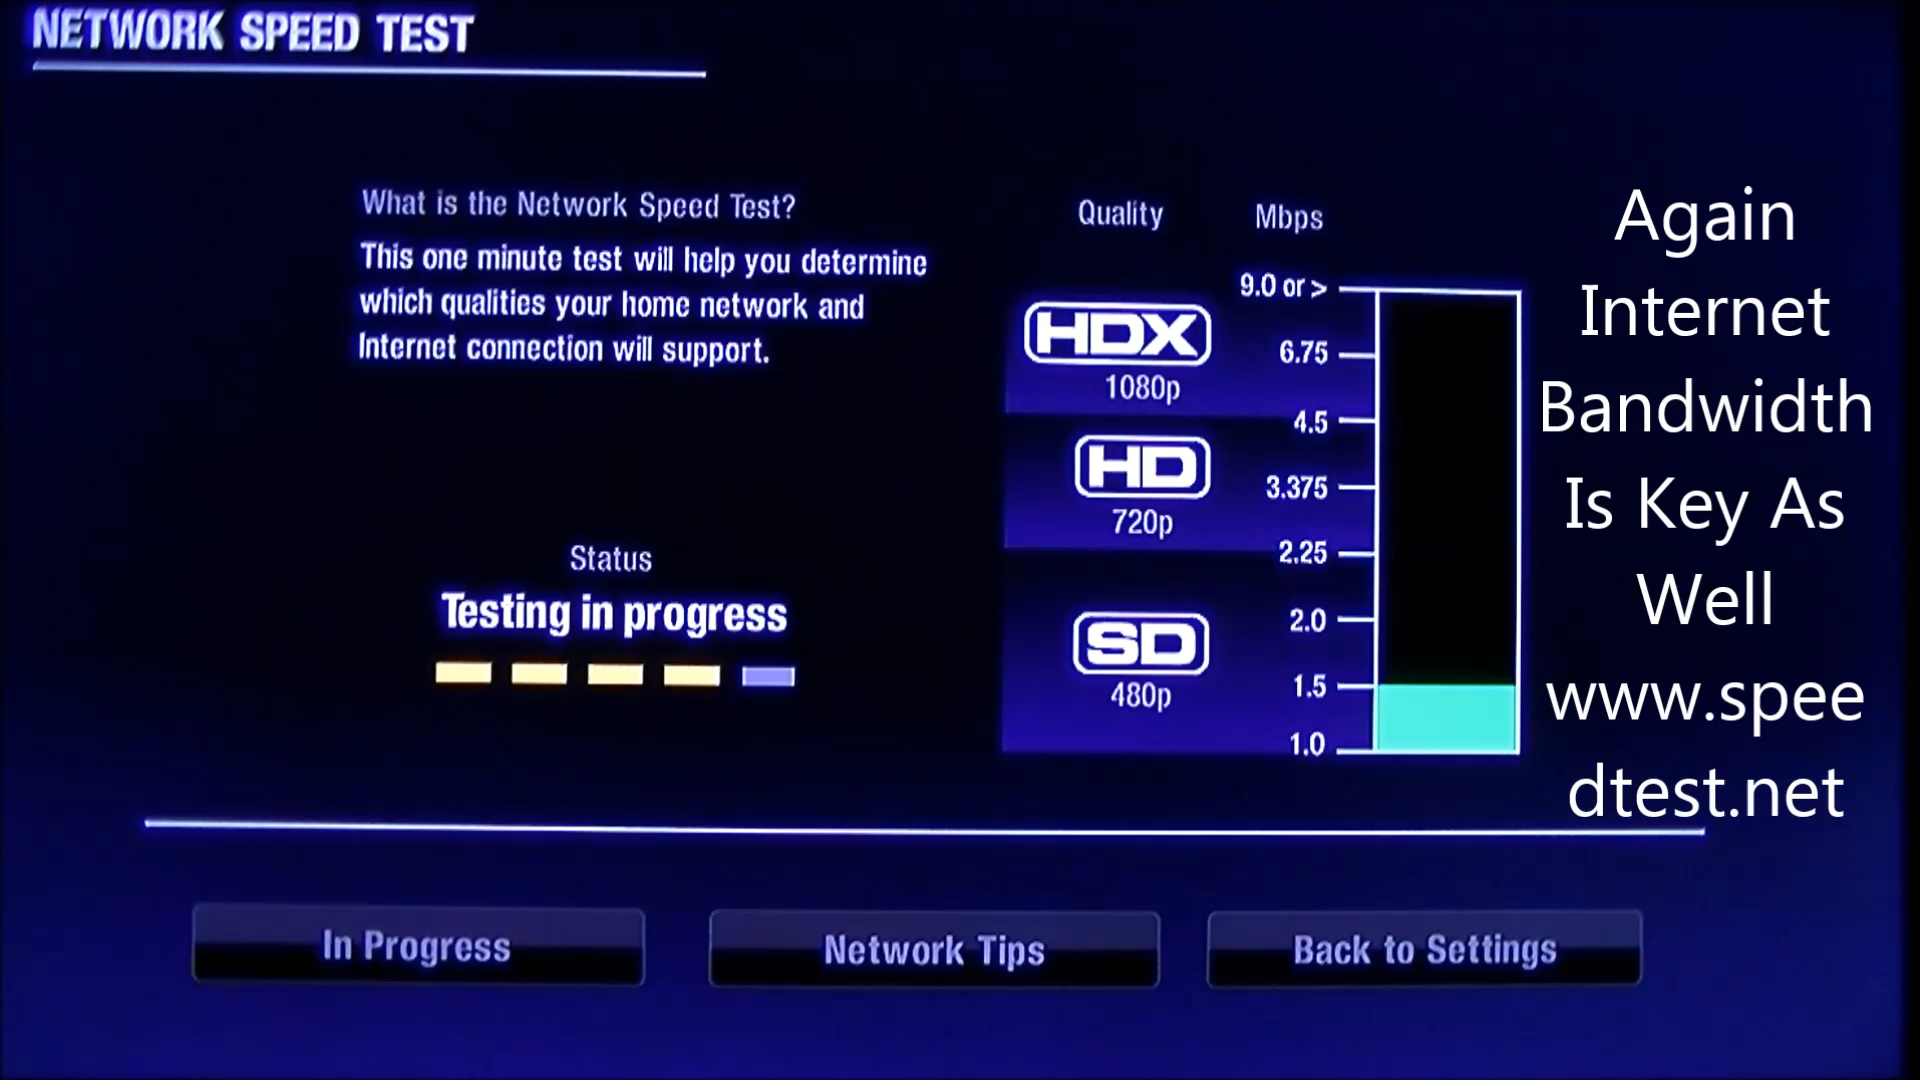 NETWORK SPEED TEST
What is the Network Speed Test?
This one minute test will help you determine
which qualities your home network and
Internet connection will support.
Status
Testing in progress
Quality
Mbps
9.0 or >
HDX
1080p
6.75
4.5
HD
720p
3.375
2.25
SD
480p
2.0
1.5
1.0
Again
Internet
Bandwidth
Is Key As
Well
www.spee
dtest.net
In Progress
Network Tips
Back to Settings